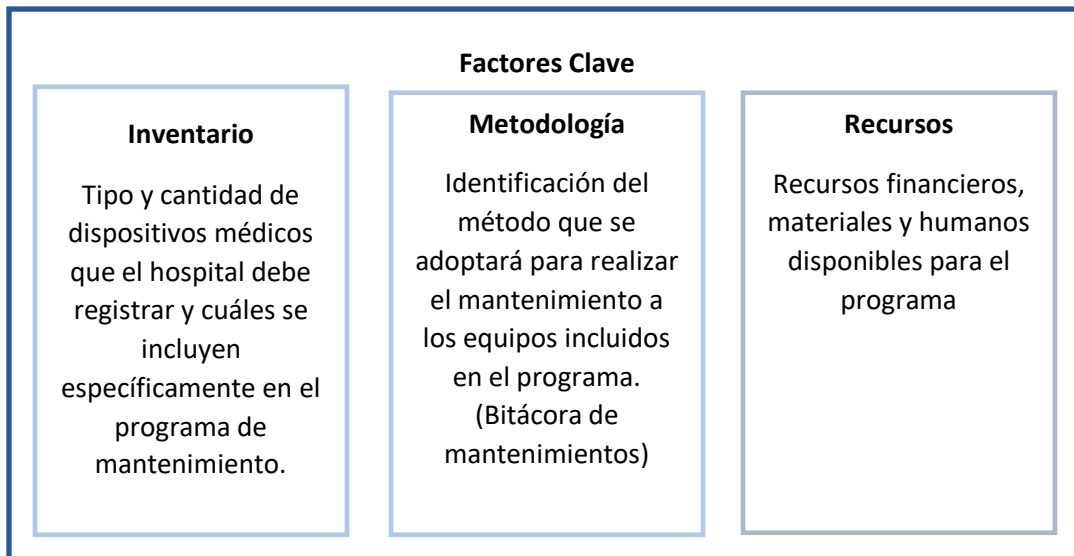 Factores Clave
Inventario
Tipo y cantidad de
dispositivos médicos
que el hospital debe
registrar y cuáles se
incluyen
específicamente en el
programa de
mantenimiento.
Metodología
Identificación del
método que se
adoptará para realizar
el mantenimiento a
los equipos incluidos
en el programa.
(Bitácora de
mantenimientos)
Recursos
Recursos financieros,
materiales y humanos
disponibles para el
programa